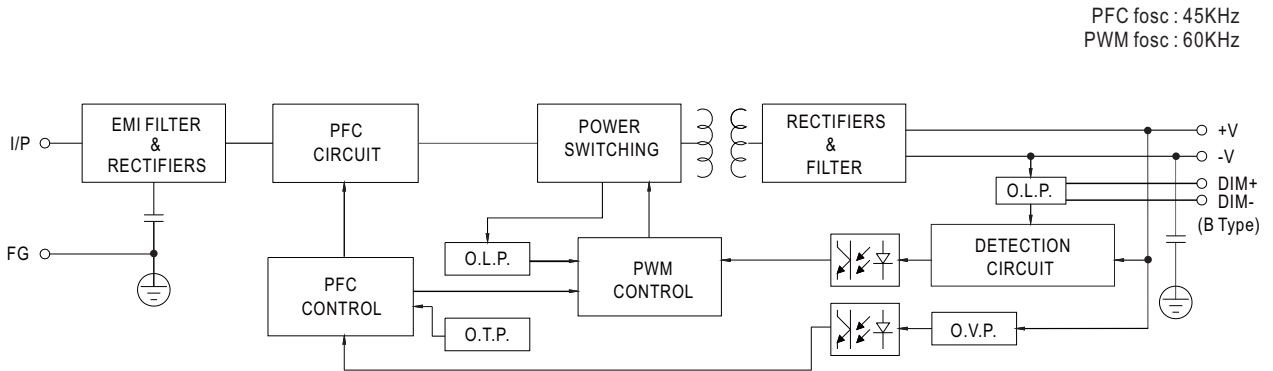 PFC fosc : 45KHz
PWM fosc : 60KHz
I/P
EMI FILTER
&
RECTIFIERS
PFC
CIRCUIT
POWER
SWITCHING
RECTIFIERS
&
FILTER
+V
-V
O.L.P.
DIM+
DIM-
(B Type)
FG
O.L.P.
PFC
CONTROL
PWM
CONTROL
DETECTION
CIRCUIT
O.T.P.
O.V.P.